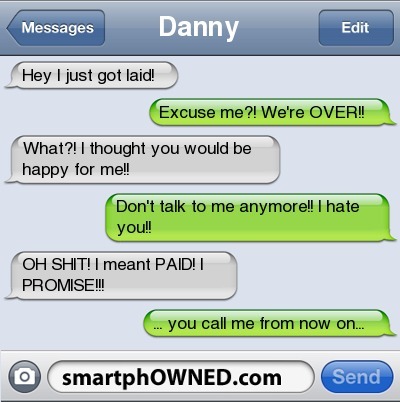 Messages
Danny
Edit
Hey I just got laid!
Excuse me?! We're OVER!!
What?! I thought you would be
happy for me!!
Don't talk to me anymore!! I hate
you!!
OH SHIT! I meant PAID! I
PROMISE!!!
... you call me from now on...
smartphOWNED.com
Send